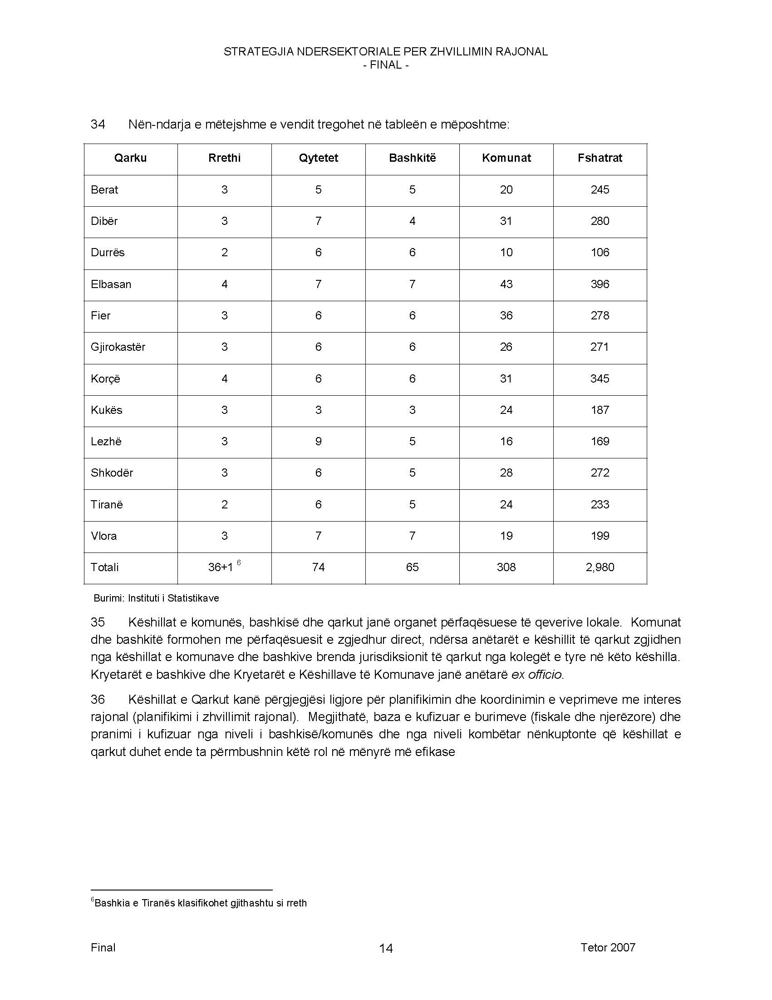 STRATEGJIA NDERSEKTORIALE PER ZHVILLIMIN RAJONAL
- FINAL -
34 Nën-ndarja e mëtejshme e vendit tregohet në tableën e mëposhtme:
Qarku Rrethi Qytetet Bashkitë Komunat Fshatrat
Berat 3 5 5 20 245
Dibër 3 7 4 31 280
Durrës 2 6 6 10 106
Elbasan 4 7 7 43 396
Fier 3 6 6 36 278
Gjirokastër 3 6 6 26 271
Korçë 4 6 6 31 345
Kukës 3 3 3 24 187
Lezhë 3 9 5 16 169
Shkodër 3 6 5 28 272
Tiranë 2 6 5 24 233
Vlora 3 7 7 19 199
Totali 36+1 6 74 65 308 2,980
Burimi: Instituti i Statistikave
35 Këshillat e komunës, bashkisë dhe qarkut janë organet përfaqësuese të qeverive lokale. Komunat
dhe bashkitë formohen me përfaqësuesit e zgjedhur direct, ndërsa anëtarët e këshillit të qarkut zgjidhen
nga këshillat e komunave dhe bashkive brenda jurisdiksionit të qarkut nga kolegët e tyre në këto këshilla.
Kryetarët e bashkive dhe Kryetarët e Këshillave të Komunave janë anëtarë ex officio.
36 Këshillat e Qarkut kanë përgjegjësi ligjore për planifikimin dhe koordinimin e veprimeve me interes
rajonal (planifikimi i zhvillimit rajonal). Megjithatë, baza e kufizuar e burimeve (fiskale dhe njerëzore) dhe
pranimi i kufizuar nga niveli i bashkisë/komunës dhe nga niveli kombëtar nënkuptonte që këshillat e
qarkut duhet ende ta përmbushnin këtë rol në mënyrë më efikase
6Bashkia e Tiranës klasifikohet gjithashtu si rreth
Final 14 Tetor 2007